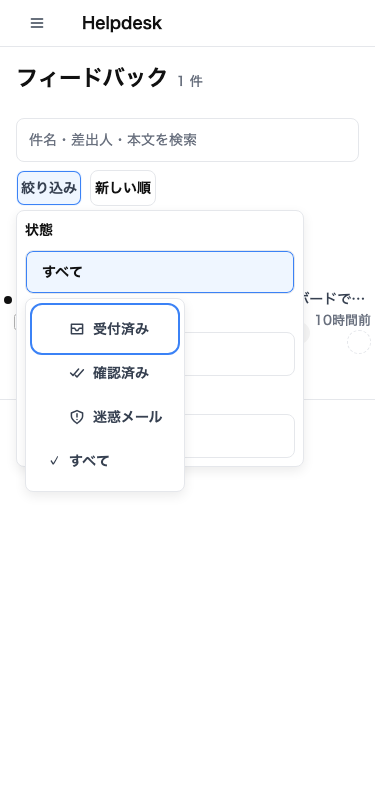 Helpdesk
フィードバック 1 件
件名・差出人・本文を検索
絞り込み 新しい順
状態
すべて
ボードで…
10時間前
受付済み
確認済み
迷惑メール
✓ すべて